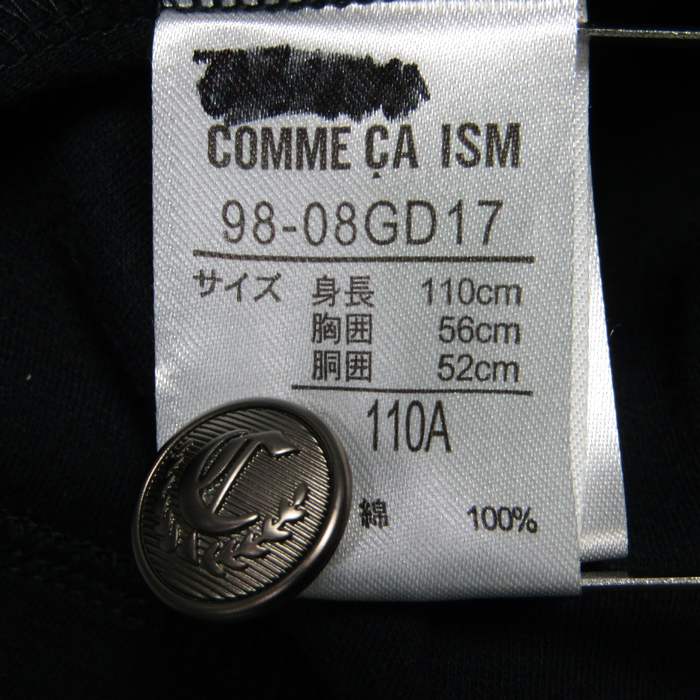 COMME ÇA ISM
98-08GD17
サイズ 身長 110cm
胸囲 56cm
胴囲 52cm
110A
綿 100%